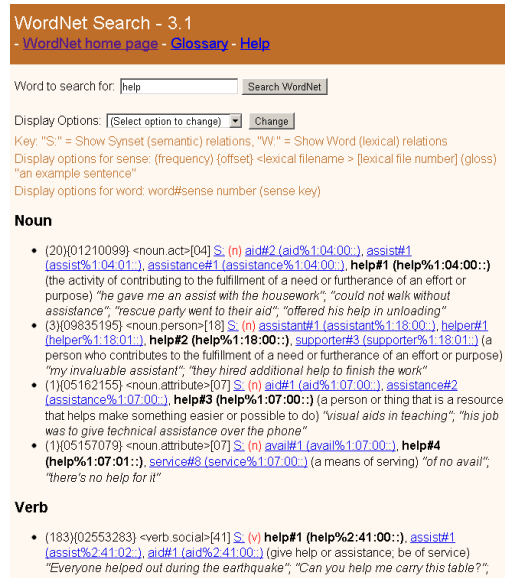 WordNet Search - 3.1
- WordNet home page - Glossary - Help
Word to search for: help Search WordNet
Display Options: (Select option to change) Change
Key: "S:" = Show Synset (semantic) relations, "W:" = Show Word (lexical) relations
Display options for sense: (frequency) {offset} <lexical filename > [lexical file number] (gloss)
"an example sentence"
Display options for word: word#sense number (sense key)
Noun
• (20){01210099} <noun.act>[04] S: (n) aid#2 (aid%1:04:00::), assist#1
(assist%1:04:01::), assistance#1 (assistance%1:04:00::), help#1 (help%1:04:00::)
(the activity of contributing to the fulfillment of a need or furtherance of an effort or
purpose) "he gave me an assist with the housework"; "could not walk without
assistance"; "rescue party went to their aid"; "offered his help in unloading"
• (3){09835195} <noun.person>[18] S: (n) assistant#1 (assistant%1:18:00::), helper#1
(helper%1:18:01::), help#2 (help%1:18:00::), supporter#3 (supporter%1:18:01::) (a
person who contributes to the fulfillment of a need or furtherance of an effort or purpose)
"my invaluable assistant"; "they hired additional help to finish the work"
• (1){05162155} <noun.attribute>[07] S: (n) aid#1 (aid%1:07:00::), assistance#2
(assistance%1:07:00::), help#3 (help%1:07:00::) (a person or thing that is a resource
that helps make something easier or possible to do) "visual aids in teaching"; "his job
was to give technical assistance over the phone"
• (1){05157079} <noun.attribute>[07] S: (n) avail#1 (avail%1:07:00::), help#4
(help%1:07:01::), service#8 (service%1:07:00::) (a means of serving) "of no avail";
"there's no help for it"
Verb
• (183){02553283} <verb.social>[41] S: (v) help#1 (help%2:41:00::), assist#1
(assist%2:41:02::), aid#1 (aid%2:41:00::) (give help or assistance; be of service)
"Everyone helped out during the earthquake"; "Can you help me carry this table?";